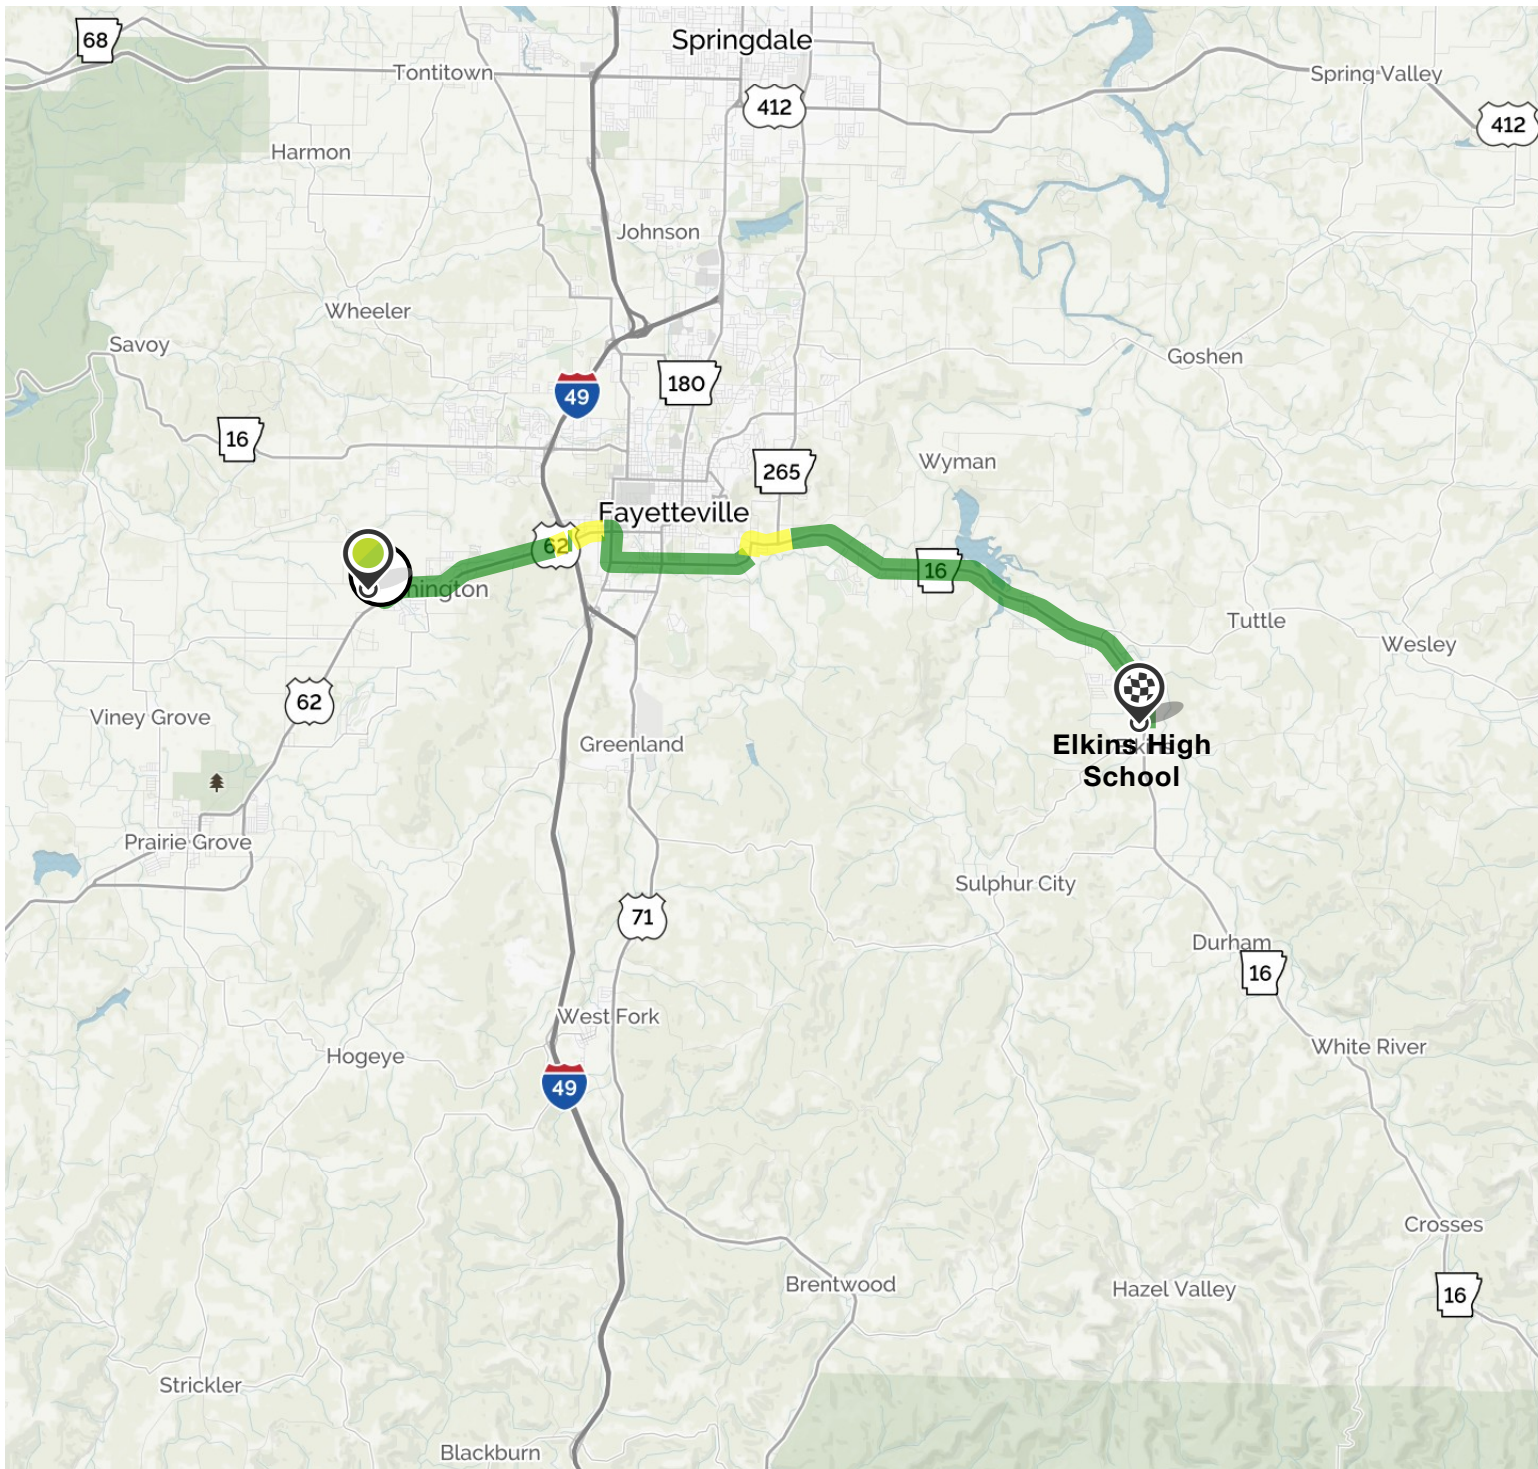 68
Springdale
Tontitown
Spring Valley
412
412
Harmon
Johnson
Wheeler
Savoy
Goshen
180
49
16
265
Wyman
Fayetteville
62
16
hington
Tuttle
Wesley
62
Viney Grove
Greenland
Elkins High
School
Prairie Grove
Sulphur City
71
Durham
16
West Fork
White River
Hogeye
49
Crosses
Brentwood
Hazel Valley
16
Strickler
Blackburn